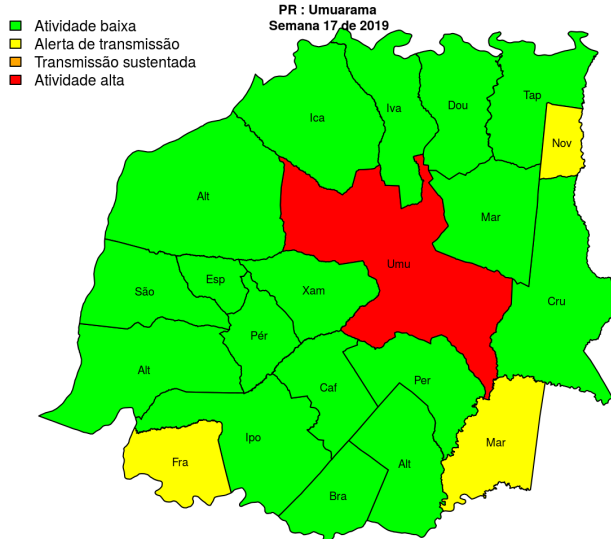 PR : Umuarama
Semana 17 de 2019
Atividade baixa
Alerta de transmissão
Transmissão sustentada
Atividade alta
Tap
Dou
Iva
Ica
Nov
Alt
Mar
Umu
Esp
São
Xam
Cru
Pér
Alt
Caf
Per
Ipo
Mar
Fra
Alt
Bra